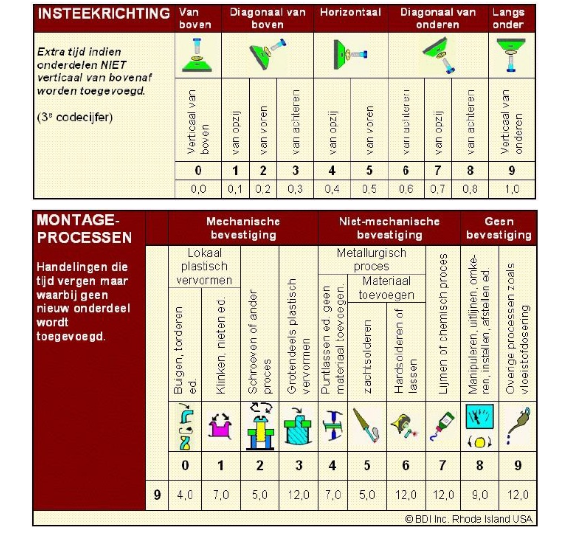 INSTEEKRICHTING
Van boven
Diagonaal van boven
Horizontaal
Diagonaal van onderen
Langs onder
Extra tijd indien
onderdelen NIET
verticaal van bovenaf
worden toegevoegd.
(3e codecijfer)
Verticaal van boven
van opzij
van voren
van achteren
van opzij
van voren
van achteren
van opzij
van achteren
Verticaal van onderen
0 1 2 3 4 5 6 7 8 9
0,0 0,1 0,2 0,3 0,4 0,5 0,6 0,7 0,8 1,0
MONTAGE-
PROCESSEN
Handelingen die
tijd vergen maar
waarbij geen
nieuw onderdeel
wordt
toegevoegd.
Mechanische bevestiging
Niet-mechanische bevestiging
Geen bevestiging
Lokaal plastisch vervormen
Metallurgisch proces
Materiaal toevoegen
Buigen, torderen ed.
Klinken, nieten ed.
Schroeven of ander proces
Grotendeels plastisch vervormen
Puntlassen ed. geen materiaal toevoegen.
zachtsolderen
Hardsolderen of lassen
Lijmen of chemisch proces
Manipuleren, uitlijnen, omke-
ren, instellen, afstellen ed.
Overige processen zoals vloeistofdosering
0 1 2 3 4 5 6 7 8 9
9 4,0 7,0 5,0 12,0 7,0 5,0 12,0 12,0 9,0 12,0
© BDI Inc. Rhode Island USA